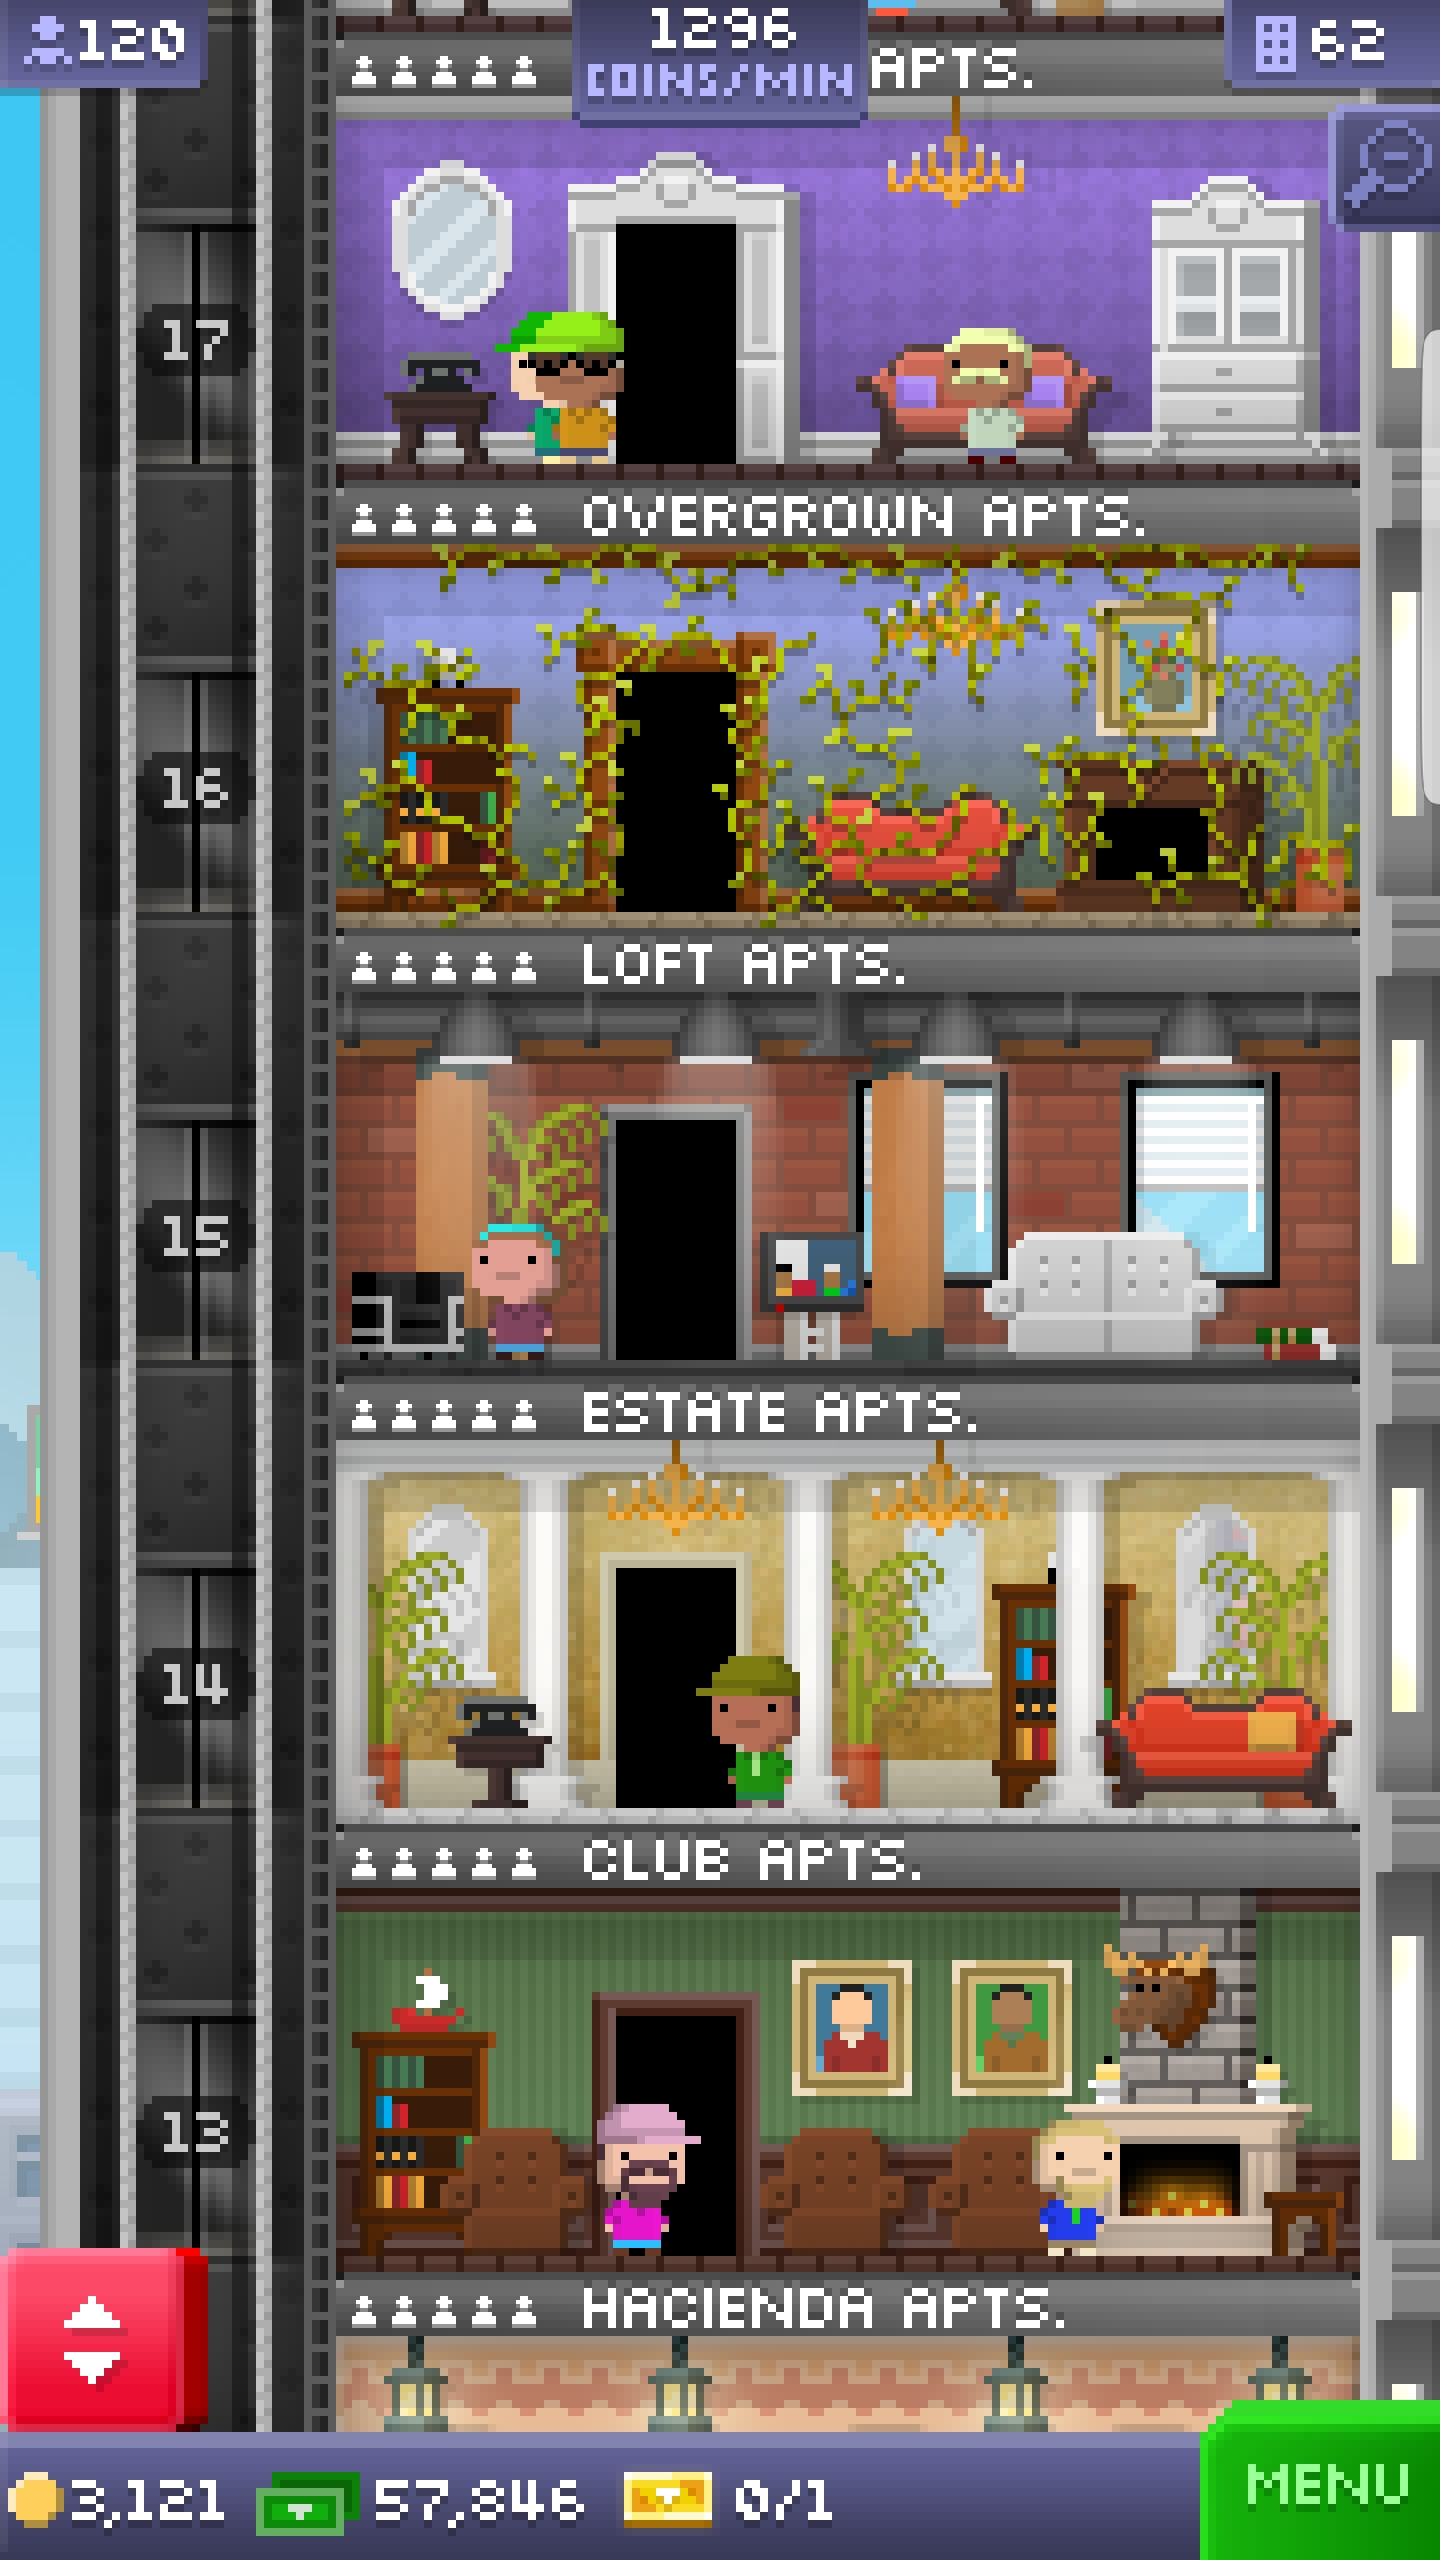 120
1296
COINS/MIN
62
APTS.
17
OVERGROWN APTS.
16
LOFT APTS.
15
ESTATE APTS.
14
CLUB APTS.
13
HACIENDA APTS.
3,121
57,846
0/1
MENU